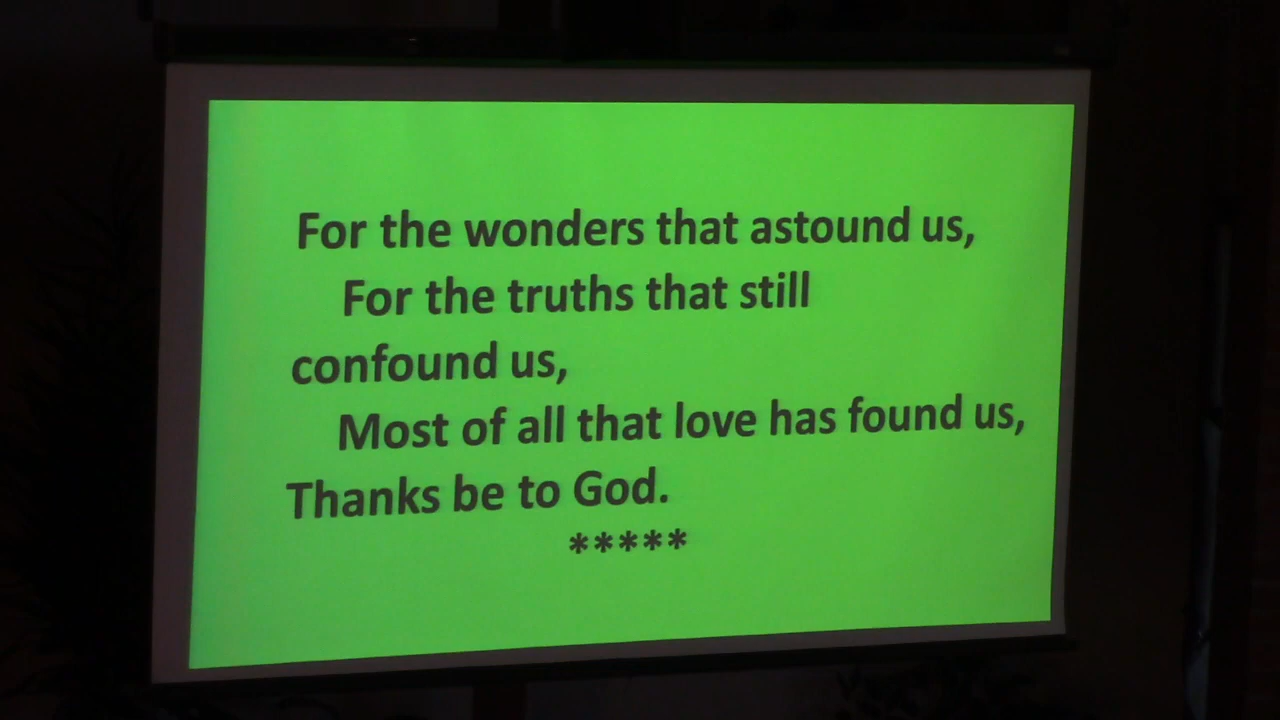 For the wonders that astound us,
For the truths that still
confound us,
Most of all that love has found us,
Thanks be to God.
*****